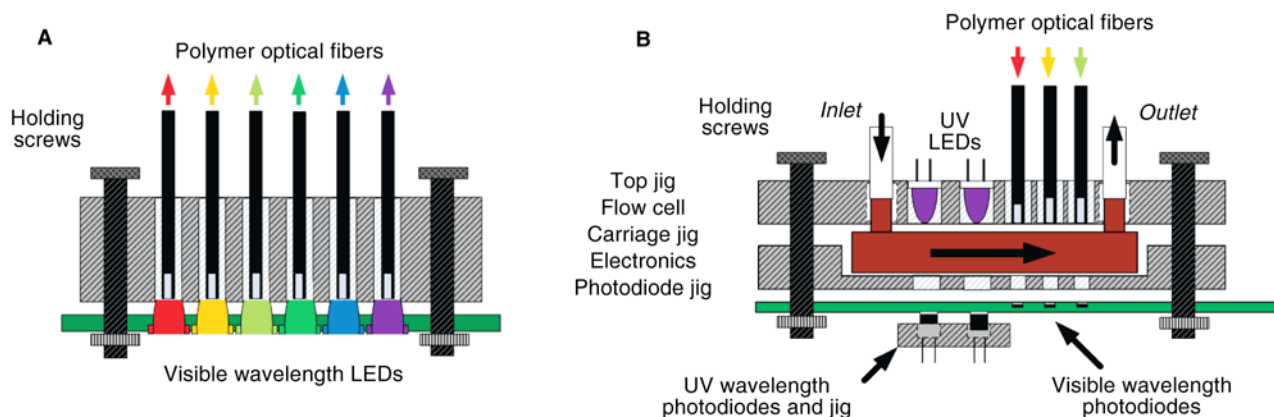 A
Polymer optical fibers
Holding
screws
Visible wavelength LEDs
B
Polymer optical fibers
Holding
screws
Inlet
UV
LEDs
Outlet
Top jig
Flow cell
Carriage jig
Electronics
Photodiode jig
UV wavelength
photodiodes and jig
Visible wavelength
photodiodes